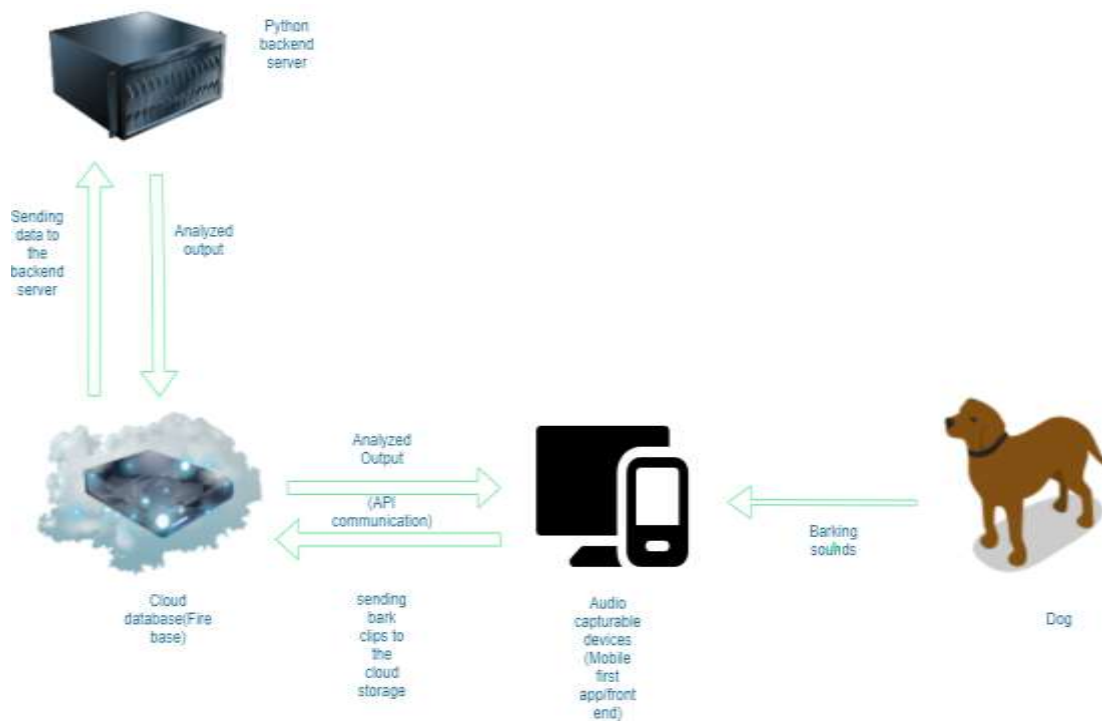 Python
backend
server
Sending
data to
the
backend
server
Analyzed
output
Analyzed
Output
(API
communication)
Barking
sounds
Cloud
database(Fire
base)
sending
bark
clips to
the
cloud
storage
Audio
capturable
devices
(Mobile
first
app/front
end)
Dog